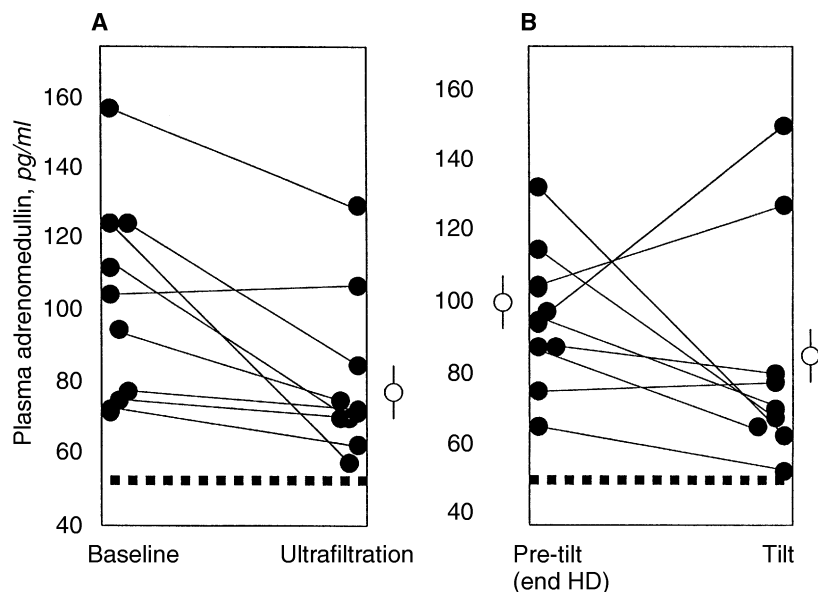 A
Plasma adrenomedullin, pg/ml
160
140
120
100
80
60
40
Baseline Ultrafiltration
B
160
140
120
100
80
60
40
Pre-tilt Tilt
(end HD)